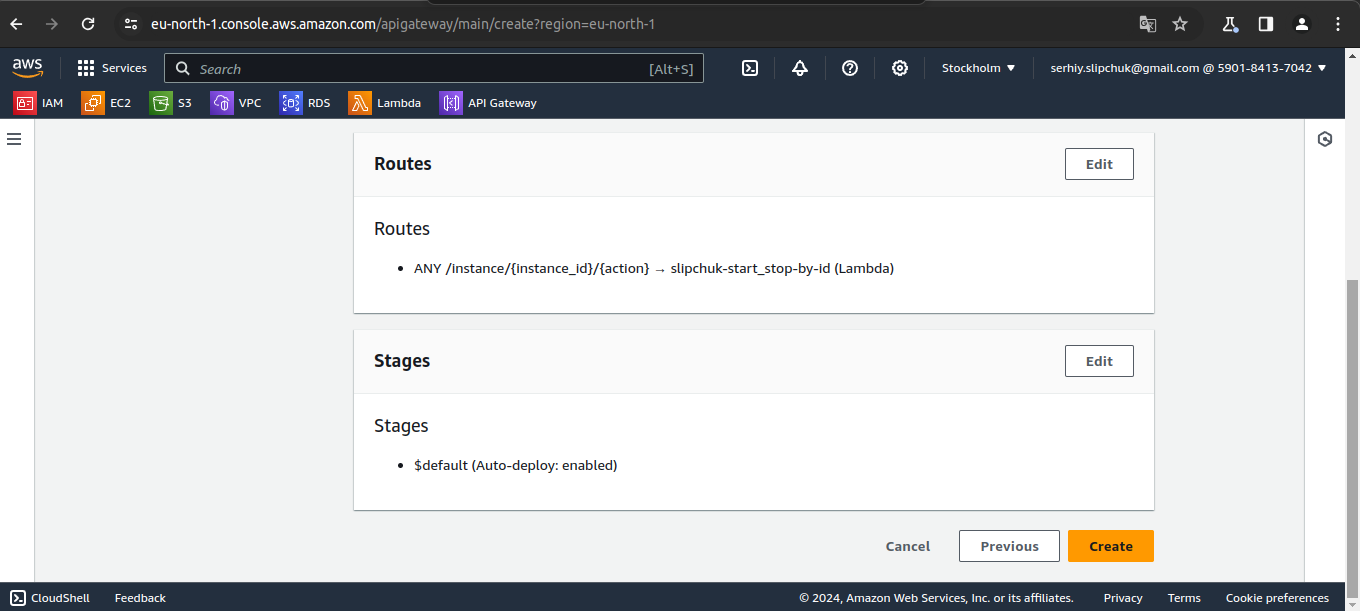 eu-north-1.console.aws.amazon.com/apigateway/main/create?region=eu-north-1
aws Services Search [Alt+S] Stockholm serhiy.slipchuk@gmail.com @ 5901-8413-7042
IAM EC2 S3 VPC RDS Lambda API Gateway
Routes Edit
Routes
• ANY /instance/{instance_id}/{action} → slipchuk-start_stop-by-id (Lambda)
Stages Edit
Stages
• $default (Auto-deploy: enabled)
Cancel Previous Create
CloudShell Feedback © 2024, Amazon Web Services, Inc. or its affiliates. Privacy Terms Cookie preferences